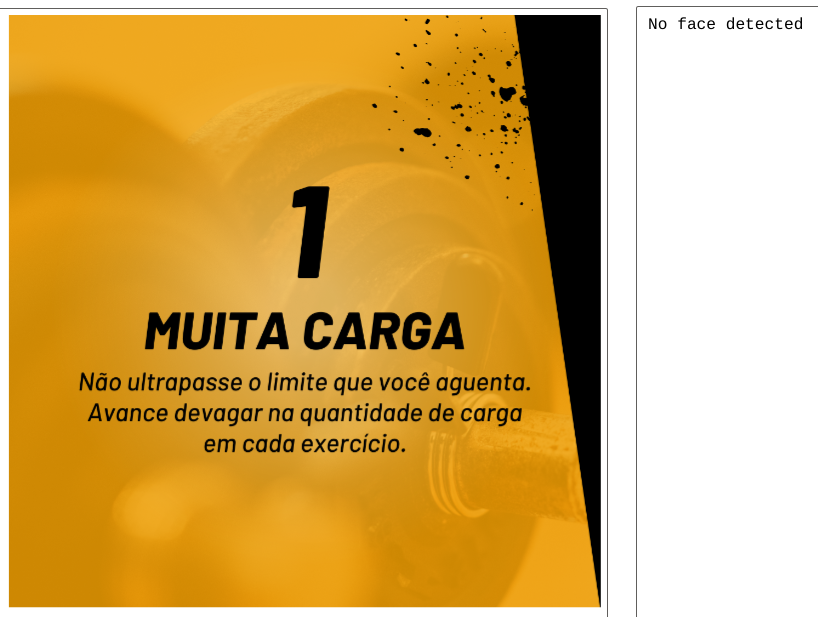 1
MUITA CARGA
Não ultrapasse o limite que você aguenta.
Avance devagar na quantidade de carga
em cada exercício.
No face detected